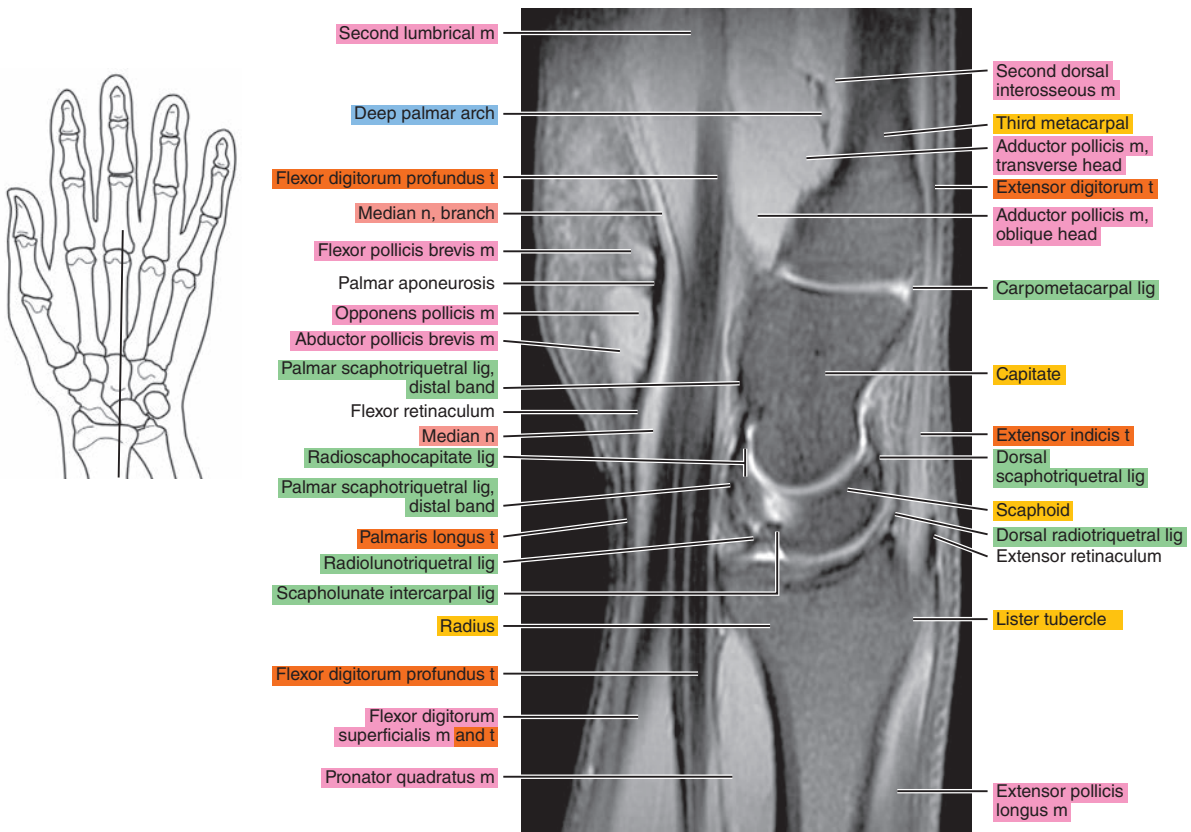 Second lumbrical m
Deep palmar arch
Flexor digitorum profundus t
Median n, branch
Flexor pollicis brevis m
Palmar aponeurosis
Opponens pollicis m
Abductor pollicis brevis m
Palmar scaphotriquetral lig,
distal band
Flexor retinaculum
Median n
Radioscaphocapitate lig
Palmar scaphotriquetral lig,
distal band
Palmaris longus t
Radiolunotriquetral lig
Scapholunate intercarpal lig
Radius
Flexor digitorum profundus t
Flexor digitorum
superficialis m and t
Pronator quadratus m
Second dorsal
interosseous m
Third metacarpal
Adductor pollicis m,
transverse head
Extensor digitorum t
Adductor pollicis m,
oblique head
Carpometacarpal lig
Capitate
Extensor indicis t
Dorsal
scaphotriquetral lig
Scaphoid
Dorsal radiotriquetral lig
Extensor retinaculum
Lister tubercle
Extensor pollicis
longus m